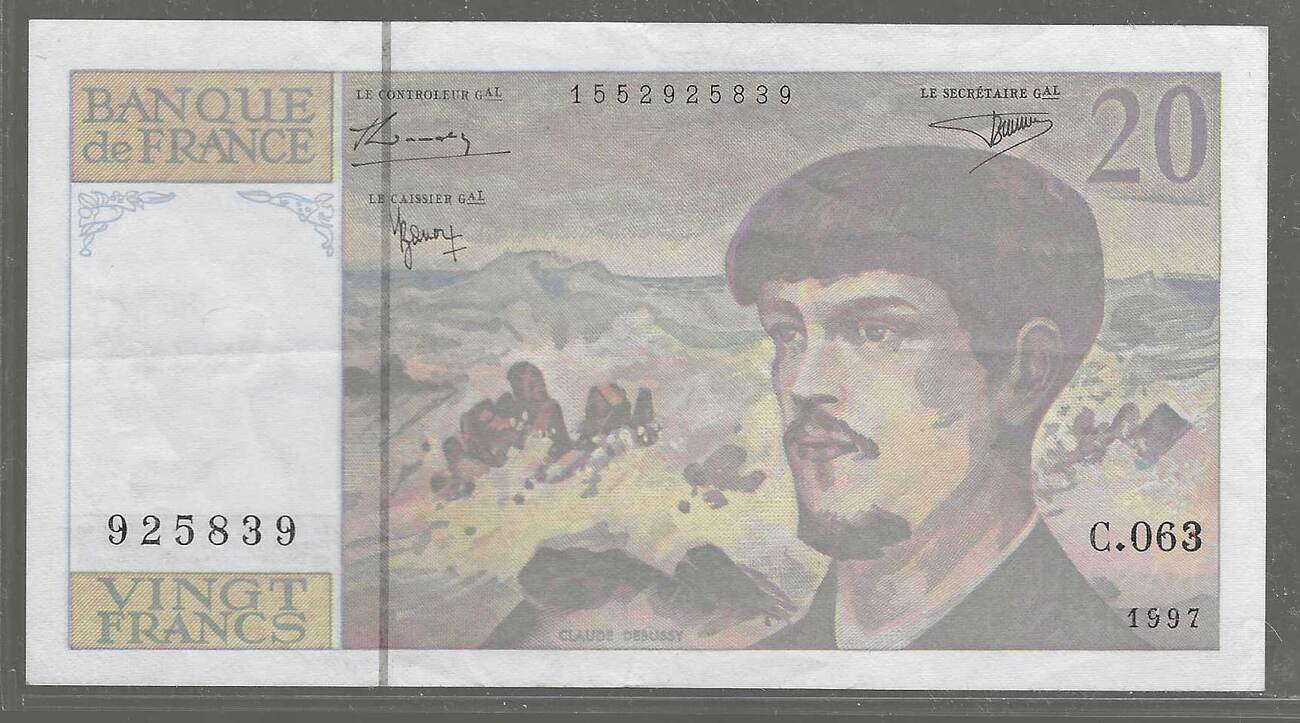 BANQUE
de FRANCE
LE CONTROLEUR GAL
1552925839
LE SECRÉTAIRE GAL
20
LE CAISSIER GAL
925839
C.063
VINGT
FRANCS
1997
CLAUDE DEBUSSY